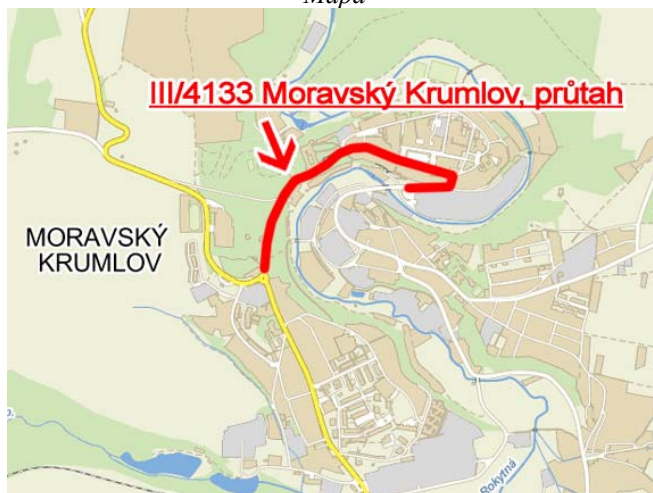 Mapa
III/4133 Moravský Krumlov, průtah
MORAVSKÝ
KRUMLOV
Rokytná